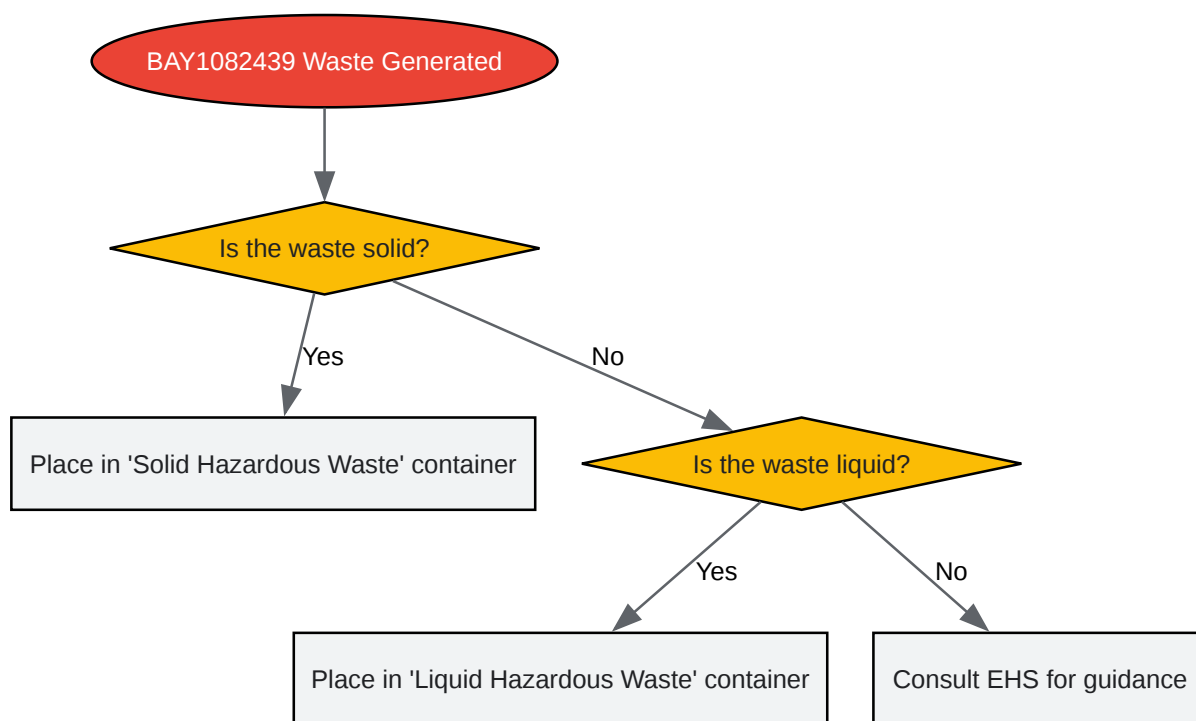 BAY1082439 Waste Generated
Is the waste solid?
Yes
No
Place in 'Solid Hazardous Waste' container
Is the waste liquid?
Yes
No
Place in 'Liquid Hazardous Waste' container
Consult EHS for guidance